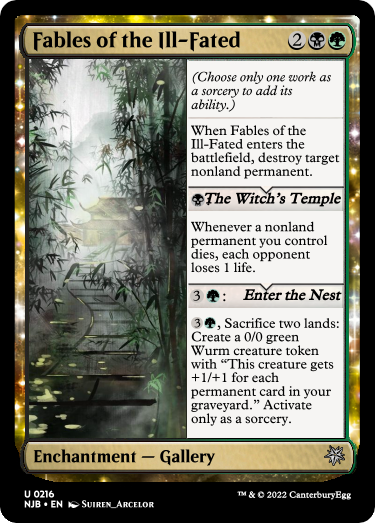 Fables of the Ill-Fated 2
(Choose only one work as
a sorcery to add its
ability.)
When Fables of the
Ill-Fated enters the
battlefield, destroy target
nonland permanent.
The Witch's Temple
Whenever a nonland
permanent you control
dies, each opponent
loses 1 life.
3 : Enter the Nest
3 , Sacrifice two lands:
Create a 0/0 green
Wurm creature token
with “This creature gets
+1/+1 for each
permanent card in your
graveyard.” Activate
only as a sorcery.
Enchantment — Gallery
U 0216
NJB • EN Suiren_Arcelor
™ & © 2022 CanterburyEgg